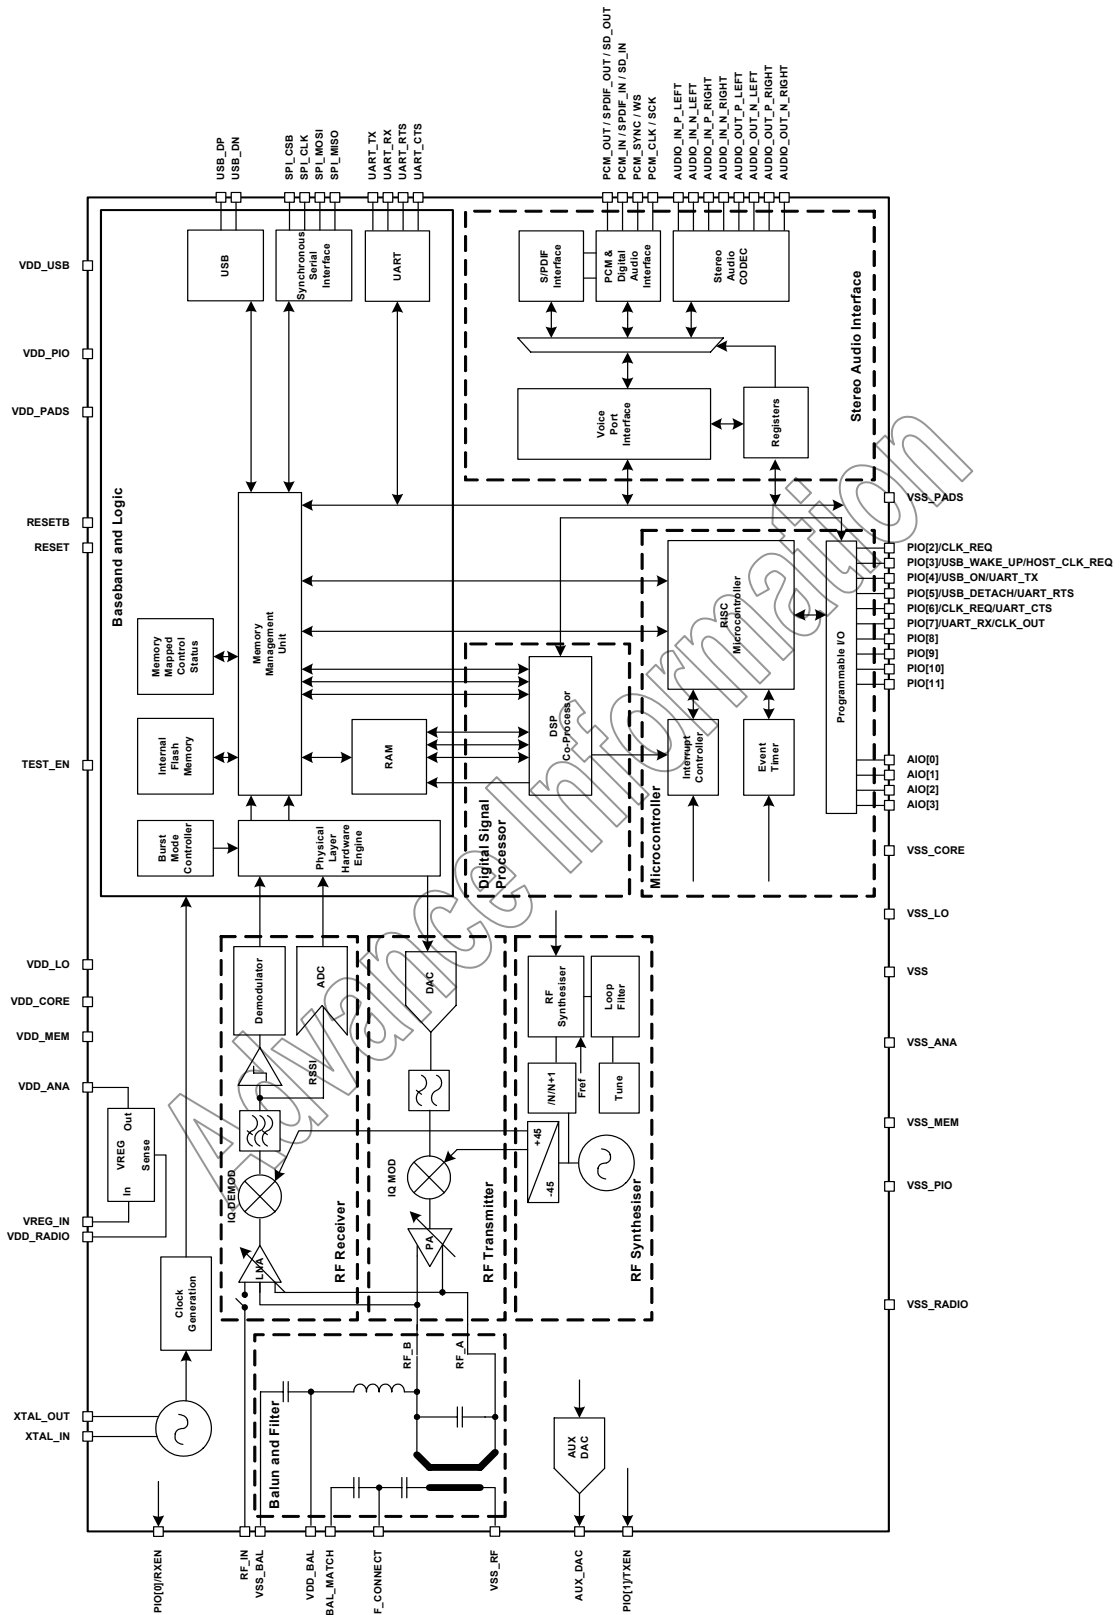 USB_DP
USB_DN
SPI_CSB
SPI_CLK
SPI_MOSI
SPI_MISO
UART_TX
UART_RX
UART_RTS
UART_CTS
PCM_OUT / SPDIF_OUT / SD_OUT
PCM_IN / SPDIF_IN / SD_IN
PCM_SYNC / WS
PCM_CLK / SCK
AUDIO_IN_P_LEFT
AUDIO_IN_N_LEFT
AUDIO_IN_P_RIGHT
AUDIO_IN_N_RIGHT
AUDIO_OUT_P_LEFT
AUDIO_OUT_N_LEFT
AUDIO_OUT_P_RIGHT
AUDIO_OUT_N_RIGHT
VDD_USB
VDD_PIO
VDD_PADS
RESETB
RESET
TEST_EN
VDD_LO
VDD_CORE
VDD_MEM
VDD_ANA
VREG_IN
VDD_RADIO
XTAL_OUT
XTAL_IN
Baseband and Logic
USB
Synchronous
Serial
Interface
UART
Memory
Management
Unit
Memory
Mapped
Control
Status
Internal
Flash
Memory
RAM
Burst
Mode
Controller
Physical
Layer
Hardware
Engine
Stereo Audio Interface
S/PDIF
Interface
PCM &
Digital
Audio
Interface
Stereo
Audio
CODEC
Voice
Port
Interface
Registers
Digital Signal
Processor
DSP
Co-Processor
Microcontroller
RISC
Microcontroller
Interrupt
Controller
Event
Timer
Programmable I/O
VSS_PADS
PIO[2]/CLK_REQ
PIO[3]/USB_WAKE_UP/HOST_CLK_REQ
PIO[4]/USB_ON/UART_TX
PIO[5]/USB_DETACH/UART_RTS
PIO[6]/CLK_REQ/UART_CTS
PIO[7]/UART_RX/CLK_OUT
PIO[8]
PIO[9]
PIO[10]
PIO[11]
AIO[0]
AIO[1]
AIO[2]
AIO[3]
VSS_CORE
VSS_LO
VSS
VSS_ANA
VSS_MEM
VSS_PIO
VSS_RADIO
RF Receiver
Demodulator
ADC
RSSI
IQ DEMOD
LNA
RF Transmitter
DAC
IQ MOD
PA
RF Synthesiser
RF
Synthesiser
Loop
Filter
/N/N+1
Fref
Tune
+45
-45
VREG
In
Out
Sense
Clock
Generation
Balun and Filter
RF_B
RF_A
AUX
DAC
PIO[0]/RXEN
RF_IN
VSS_BAL
VDD_BAL
BAL_MATCH
F_CONNECT
VSS_RF
AUX_DAC
PIO[1]/TXEN
Advance Information